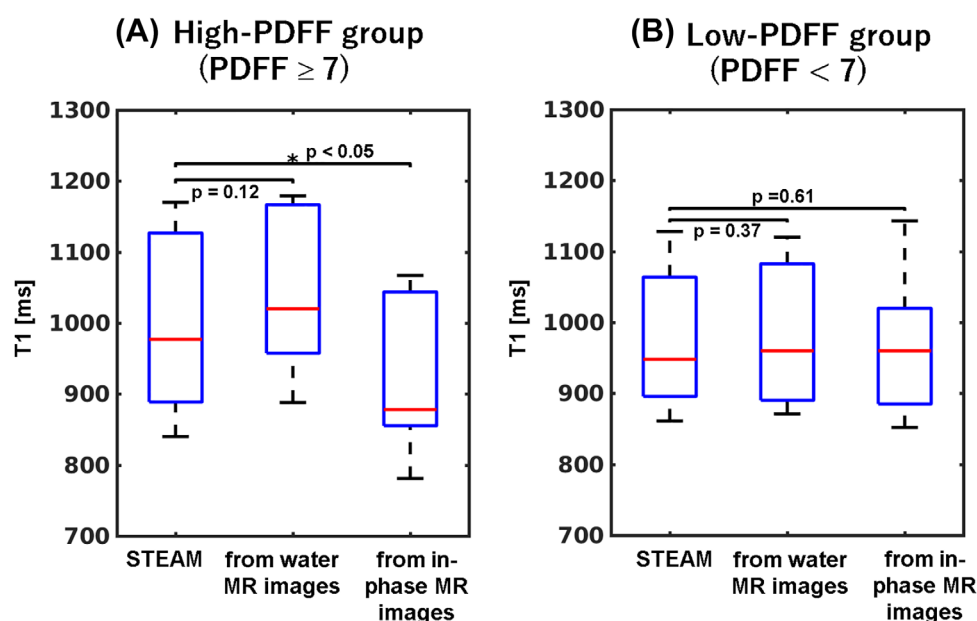 (A) High-PDFF group
(PDFF ≥ 7)
1300
1200
1100
1000
900
800
700
T1 [ms]
* p < 0.05
p = 0.12
STEAM
from water
MR images
from in-
phase MR
images
(B) Low-PDFF group
(PDFF < 7)
1300
1200
1100
1000
900
800
700
T1 [ms]
p =0.61
p = 0.37
STEAM
from water
MR images
from in-
phase MR
images